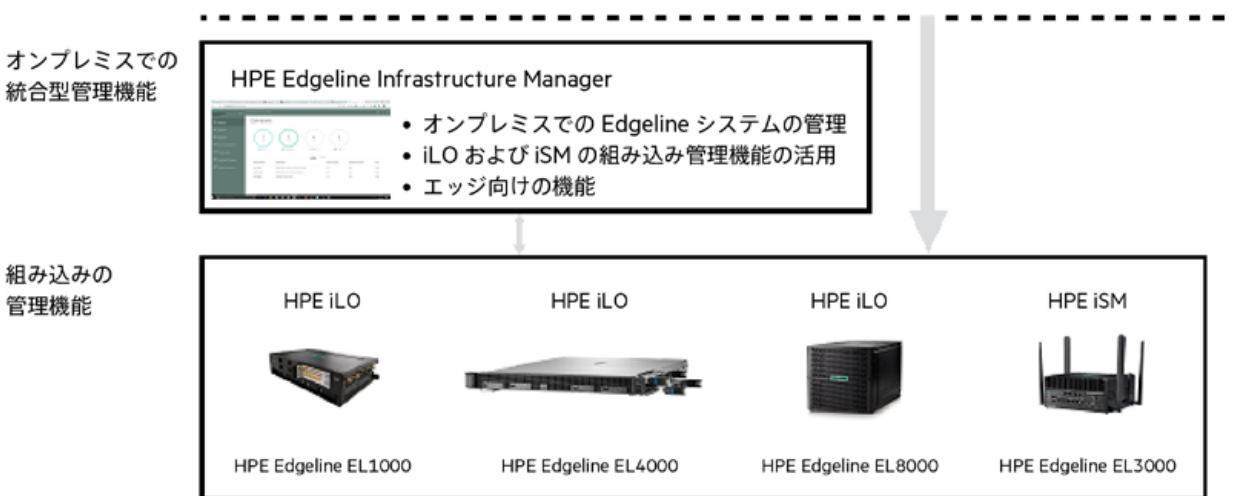 オンプレミスでの
統合型管理機能
HPE Edgeline Infrastructure Manager
• オンプレミスでの Edgeline システムの管理
• iLO および iSM の組み込み管理機能の活用
• エッジ向けの機能
組み込みの
管理機能
HPE iLO
HPE iLO
HPE iLO
HPE iSM
HPE Edgeline EL1000
HPE Edgeline EL4000
HPE Edgeline EL8000
HPE Edgeline EL3000